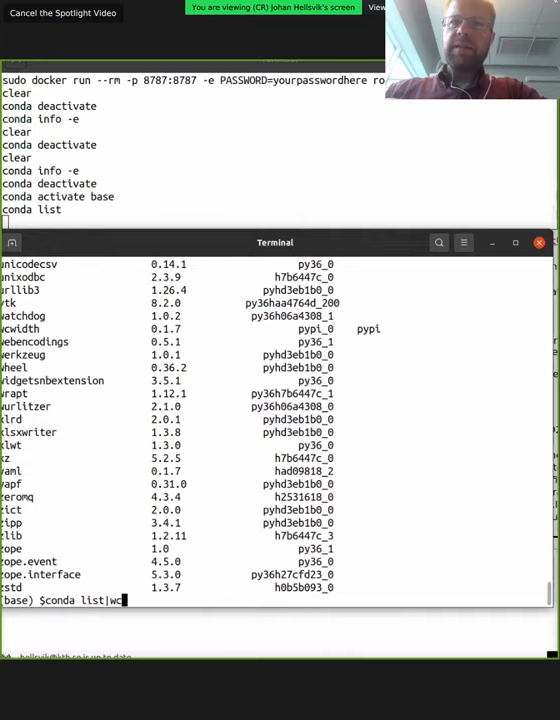 Cancel the Spotlight Video
You are viewing (CR) Johan Hellsvik's screen
View
sudo docker run --rm -p 8787:8787 -e PASSWORD=yourpasswordhere ro
clear
conda deactivate
conda info -e
clear
conda deactivate
clear
conda info -e
conda deactivate
conda activate base
conda list
Terminal
unicodecsv 0.14.1 py36_0
unixodbc 2.3.9 h7b6447c_0
urllib3 1.26.4 pyhd3eb1b0_0
vtk 8.2.0 py36haa4764d_200
watchdog 1.0.2 py36h06a4308_1
wcwidth 0.1.7 pypi_0 pypi
webencodings 0.5.1 py36_1
werkzeug 1.0.1 pyhd3eb1b0_0
wheel 0.36.2 pyhd3eb1b0_0
widgetsnbextension 3.5.1 py36_0
wrapt 1.12.1 py36h7b6447c_1
wurlitzer 2.1.0 py36h06a4308_0
xlrd 2.0.1 pyhd3eb1b0_0
xlsxwriter 1.3.8 pyhd3eb1b0_0
xlwt 1.3.0 py36_0
xz 5.2.5 h7b6447c_0
yaml 0.1.7 had09818_2
yapf 0.31.0 pyhd3eb1b0_0
zeromq 4.3.4 h2531618_0
zict 2.0.0 pyhd3eb1b0_0
zipp 3.4.1 pyhd3eb1b0_0
zlib 1.2.11 h7b6447c_3
zope 1.0 py36_1
zope.event 4.5.0 py36_0
zope.interface 5.3.0 py36h27cfd23_0
zstd 1.3.7 h0b5b093_0
(base) $conda list|wc
hellsvik@kth.se is up to date